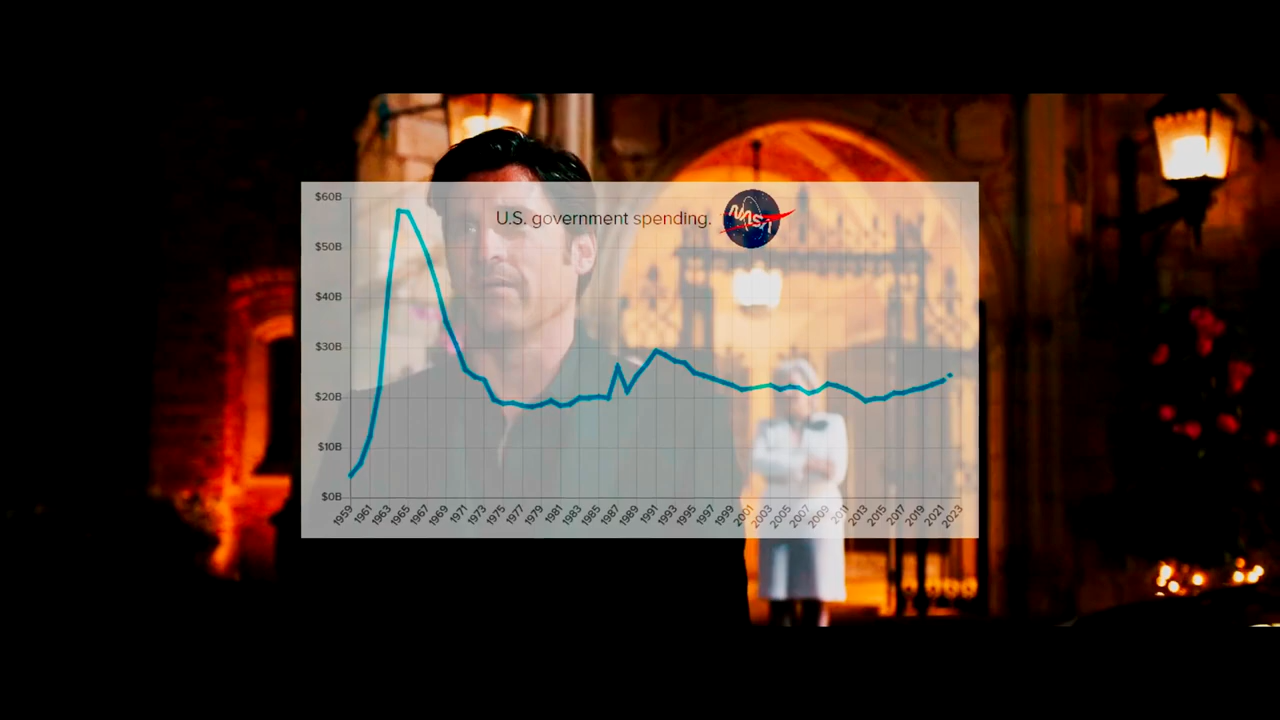 U.S. government spending. NASA
$60B
$50B
$40B
$30B
$20B
$10B
$0B
1959 1961 1963 1965 1967 1969 1971 1973 1975 1977 1979 1981 1983 1985 1987 1989 1991 1993 1995 1997 1999 2001 2003 2005 2007 2009 2011 2013 2015 2017 2019 2021 2023